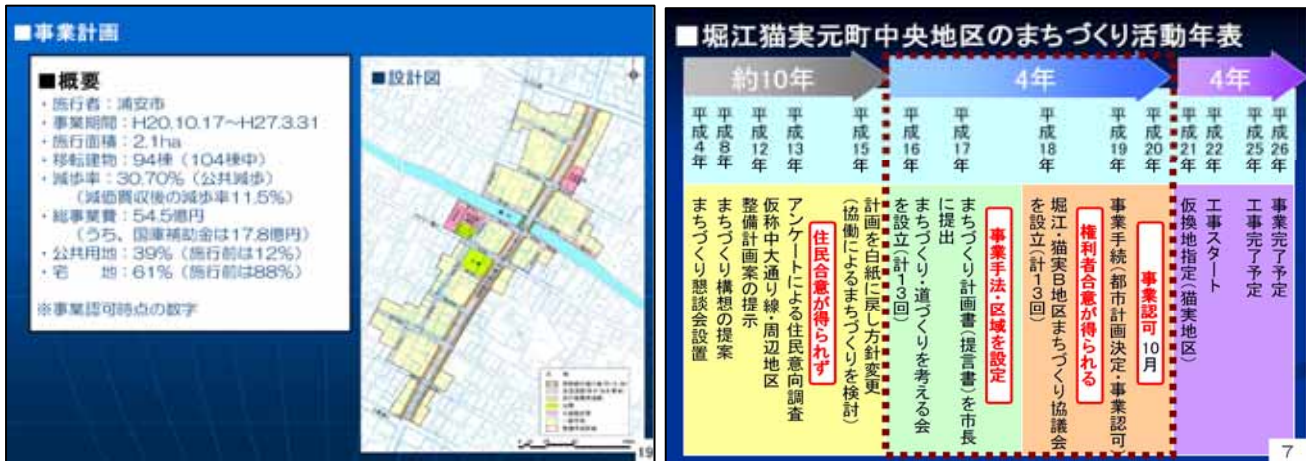 ■事業計画
■概要
・施行者：浦安市
・事業期間：H20.10.17～H27.3.31
・施行面積：2.1ha
・移転建物：94棟（104棟中）
・減歩率：30.70%（公共減歩）
（減価買収後の減歩率11.5%）
・総事業費：54.5億円
（うち、国庫補助金は17.8億円）
・公共用地：39%（施行前は12%）
・宅　　地：61%（施行前は88%）
※事業認可時点の数字
■設計図
19
■堀江猫実元町中央地区のまちづくり活動年表
約10年
4年
4年
平成4年
平成8年
平成12年
平成13年
平成15年
平成16年
平成17年
平成18年
平成19年
平成20年
平成21年
平成22年
平成25年
平成26年
まちづくり懇談会設置
まちづくり構想の提案
仮称中大通り線・周辺地区
整備計画案の提示
アンケートによる住民意向調査
住民合意が得られず
計画を白紙に戻し方針変更
（協働によるまちづくりを検討）
まちづくり・道づくりを考える会
を設立（計13回）
まちづくり計画書（提言書）を市長
に提出
事業手法・区域を設定
堀江・猫実B地区まちづくり協議会
を設立（計13回）
権利者合意が得られる
事業手続（都市計画決定・事業認可）
事業認可 10月
仮換地指定（猫実地区）
工事スタート
工事完了予定
事業完了予定
7